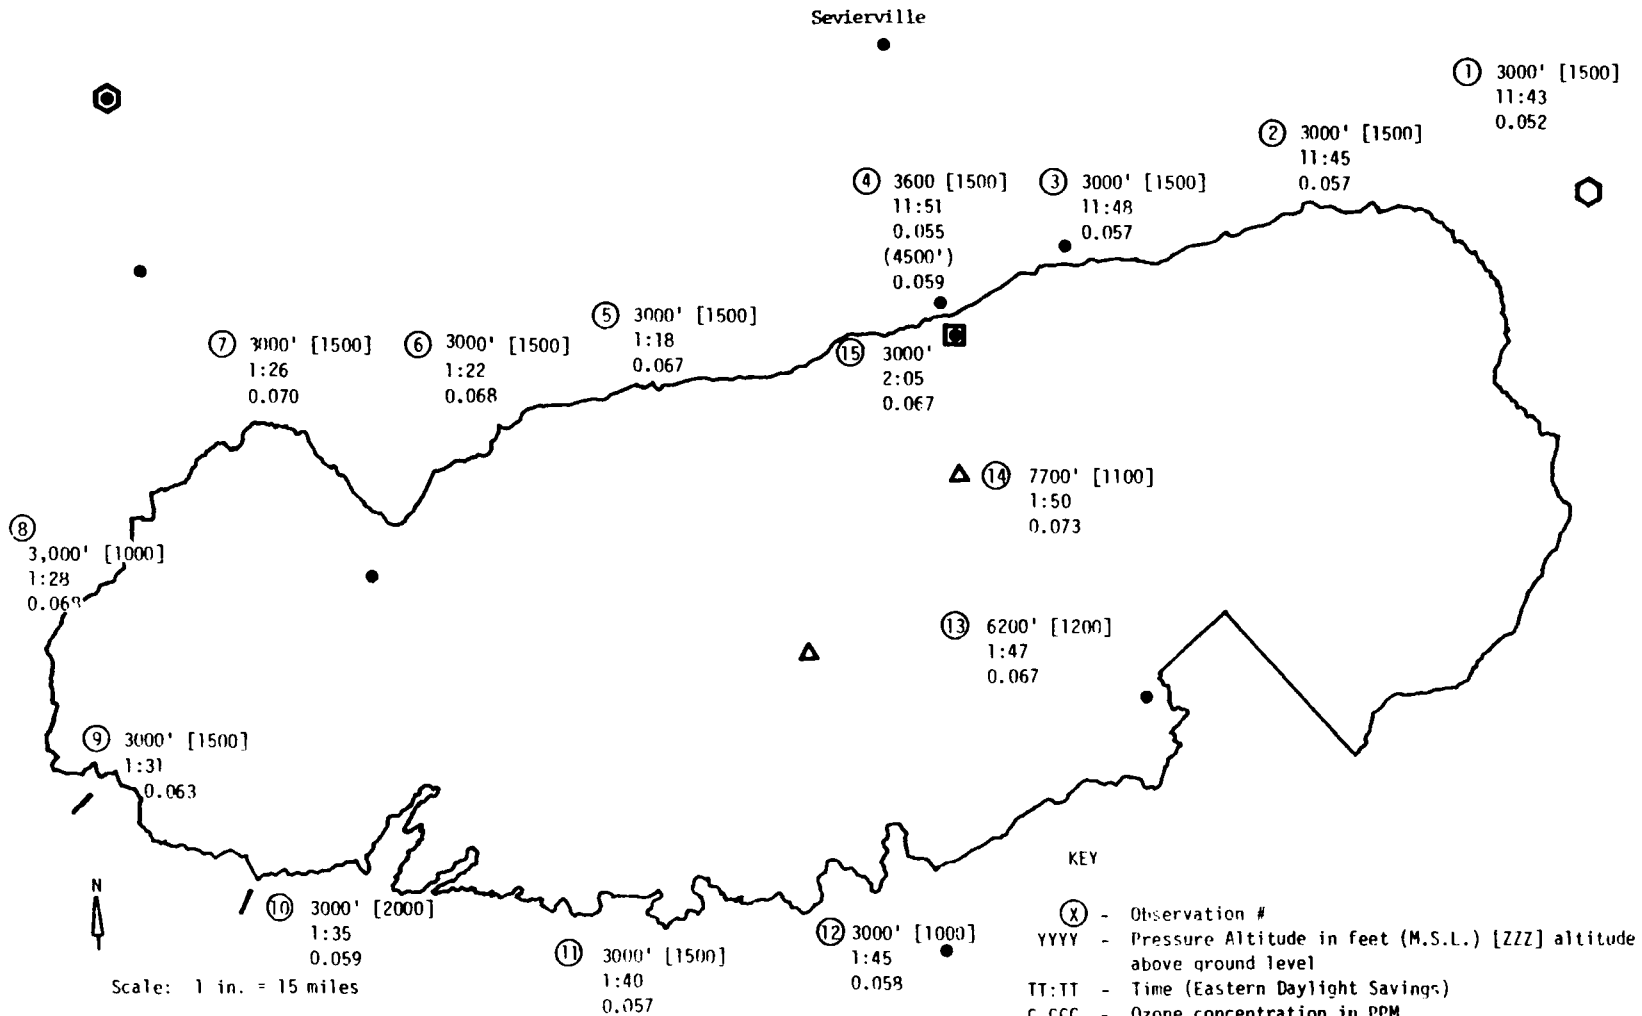 Sevierville
① 3000' [1500]
11:43
0.052
② 3000' [1500]
11:45
0.057
④ 3600 [1500]
11:51
0.055
(4500')
0.059
③ 3000' [1500]
11:48
0.057
⑤ 3000' [1500]
1:18
0.067
⑦ 3000' [1500]
1:26
0.070
⑥ 3000' [1500]
1:22
0.068
⑮ 3000'
2:05
0.067
⑭ 7700' [1100]
1:50
0.073
⑧
3,000' [1000]
1:28
⑬ 6200' [1200]
1:47
0.067
⑨ 3000' [1500]
1:31
0.063
N
⑩ 3000' [2000]
1:35
0.059
⑪ 3000' [1500]
1:40
0.057
⑫ 3000' [1000]
1:45
0.058
Scale: 1 in. = 15 miles
KEY
Ⓧ - Observation #
YYYY - Pressure Altitude in feet (M.S.L.) [ZZZ] altitude
above ground level
TT:TT - Time (Eastern Daylight Savings)
C.CCC - Ozone concentration in PPM